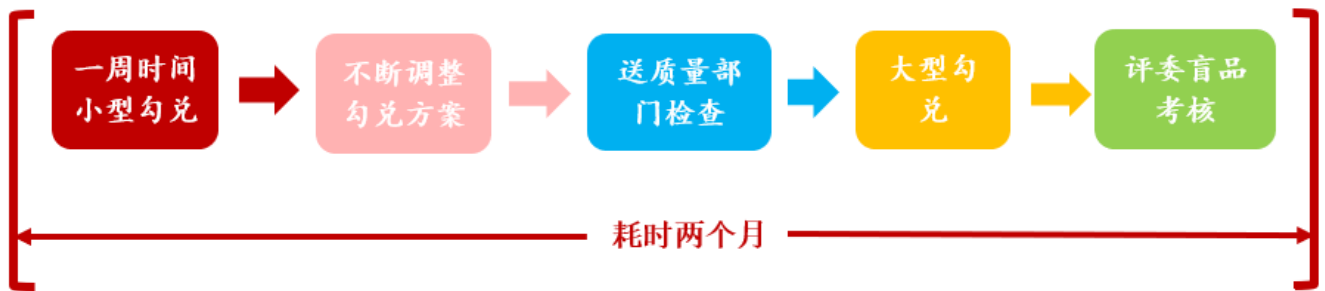 一周时间
小型勾兑
不断调整
勾兑方案
送质量部
门检查
大型勾
兑
评委盲品
考核
耗时两个月